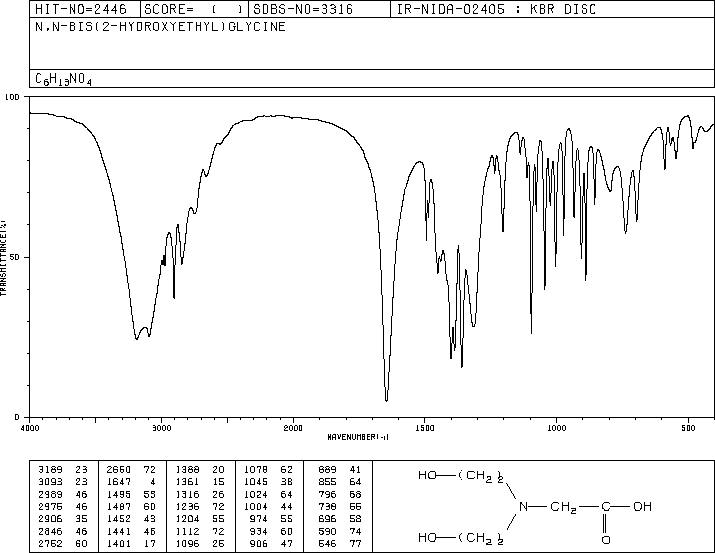 HIT-NO=2446 SCORE= ( ) SDBS-NO=3316 IR-NIDA-02405 : KBR DISC
N,N-BIS(2-HYDROXYETHYL)GLYCINE
C6H13NO4
100
TRANSMITTANCE(%)
50
0
4000 3000 2000 1500 1000 500
WAVENUMBER(-1)
3189 23 2660 72 1388 20 1078 62 889 41
3093 23 1647 4 1361 15 1045 38 855 64
2989 46 1495 53 1316 26 1024 64 796 68
2975 46 1487 60 1236 72 1004 44 738 55
2906 35 1452 43 1204 55 974 55 696 58
2846 46 1441 46 1112 72 934 60 590 74
2752 60 1401 17 1096 25 906 47 546 77
HO—(CH2)2
N—CH2—C—OH
HO—(CH2)2
O